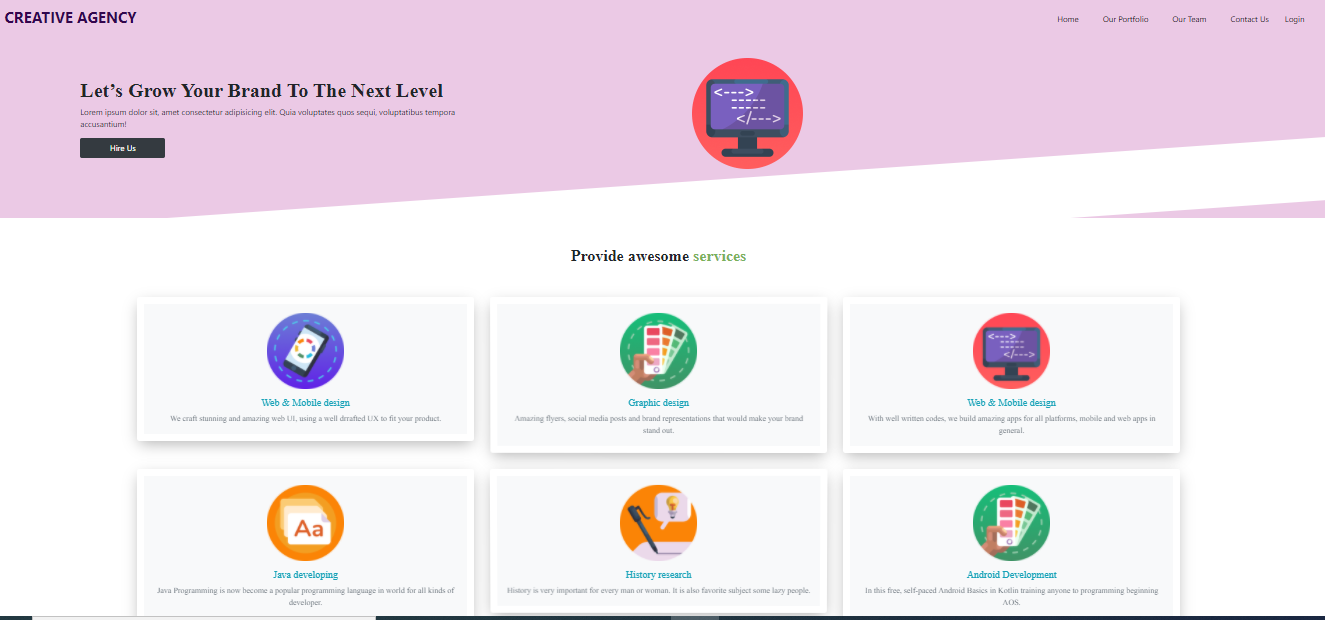 CREATIVE AGENCY
Home Our Portfolio Our Team Contact Us Login
Let's Grow Your Brand To The Next Level
Lorem ipsum dolor sit, amet consectetur adipisicing elit. Quia voluptates quos sequi, voluptatibus tempora
accusantium!
Hire Us
<---->
</--->
Provide awesome services
Web & Mobile design
We craft stunning and amazing web UI, using a well drrafted UX to fit your product.
Graphic design
Amazing flyers, social media posts and brand representations that would make your brand
stand out.
<---->
</--->
Web & Mobile design
With well written codes, we build amazing apps for all platforms, mobile and web apps in
general.
Aa
Java developing
Java Programming is now become a popular programming language in world for all kinds of
developer.
History research
History is very important for every man or woman. It is also favorite subject some lazy people.
Android Development
In this free, self-paced Android Basics in Kotlin training anyone to programming beginning
AOS.